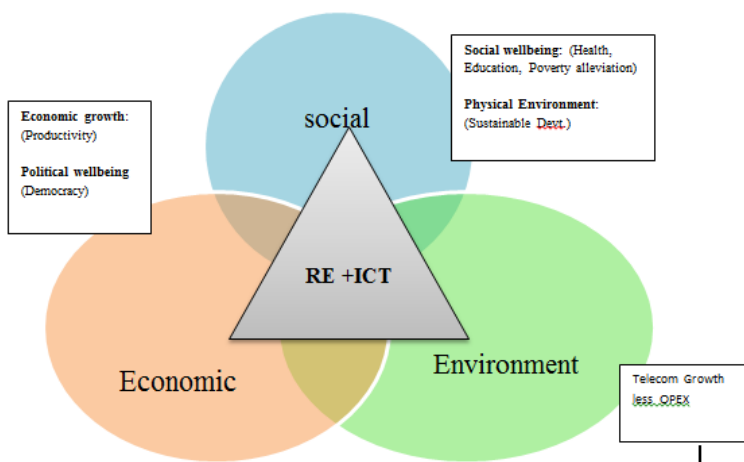 Social wellbeing: (Health,
Education, Poverty alleviation)
Physical Environment:
(Sustainable Devt.)
social
Economic growth:
(Productivity)
Political wellbeing
(Democracy)
RE +ICT
Economic
Environment
Telecom Growth
less OPEX